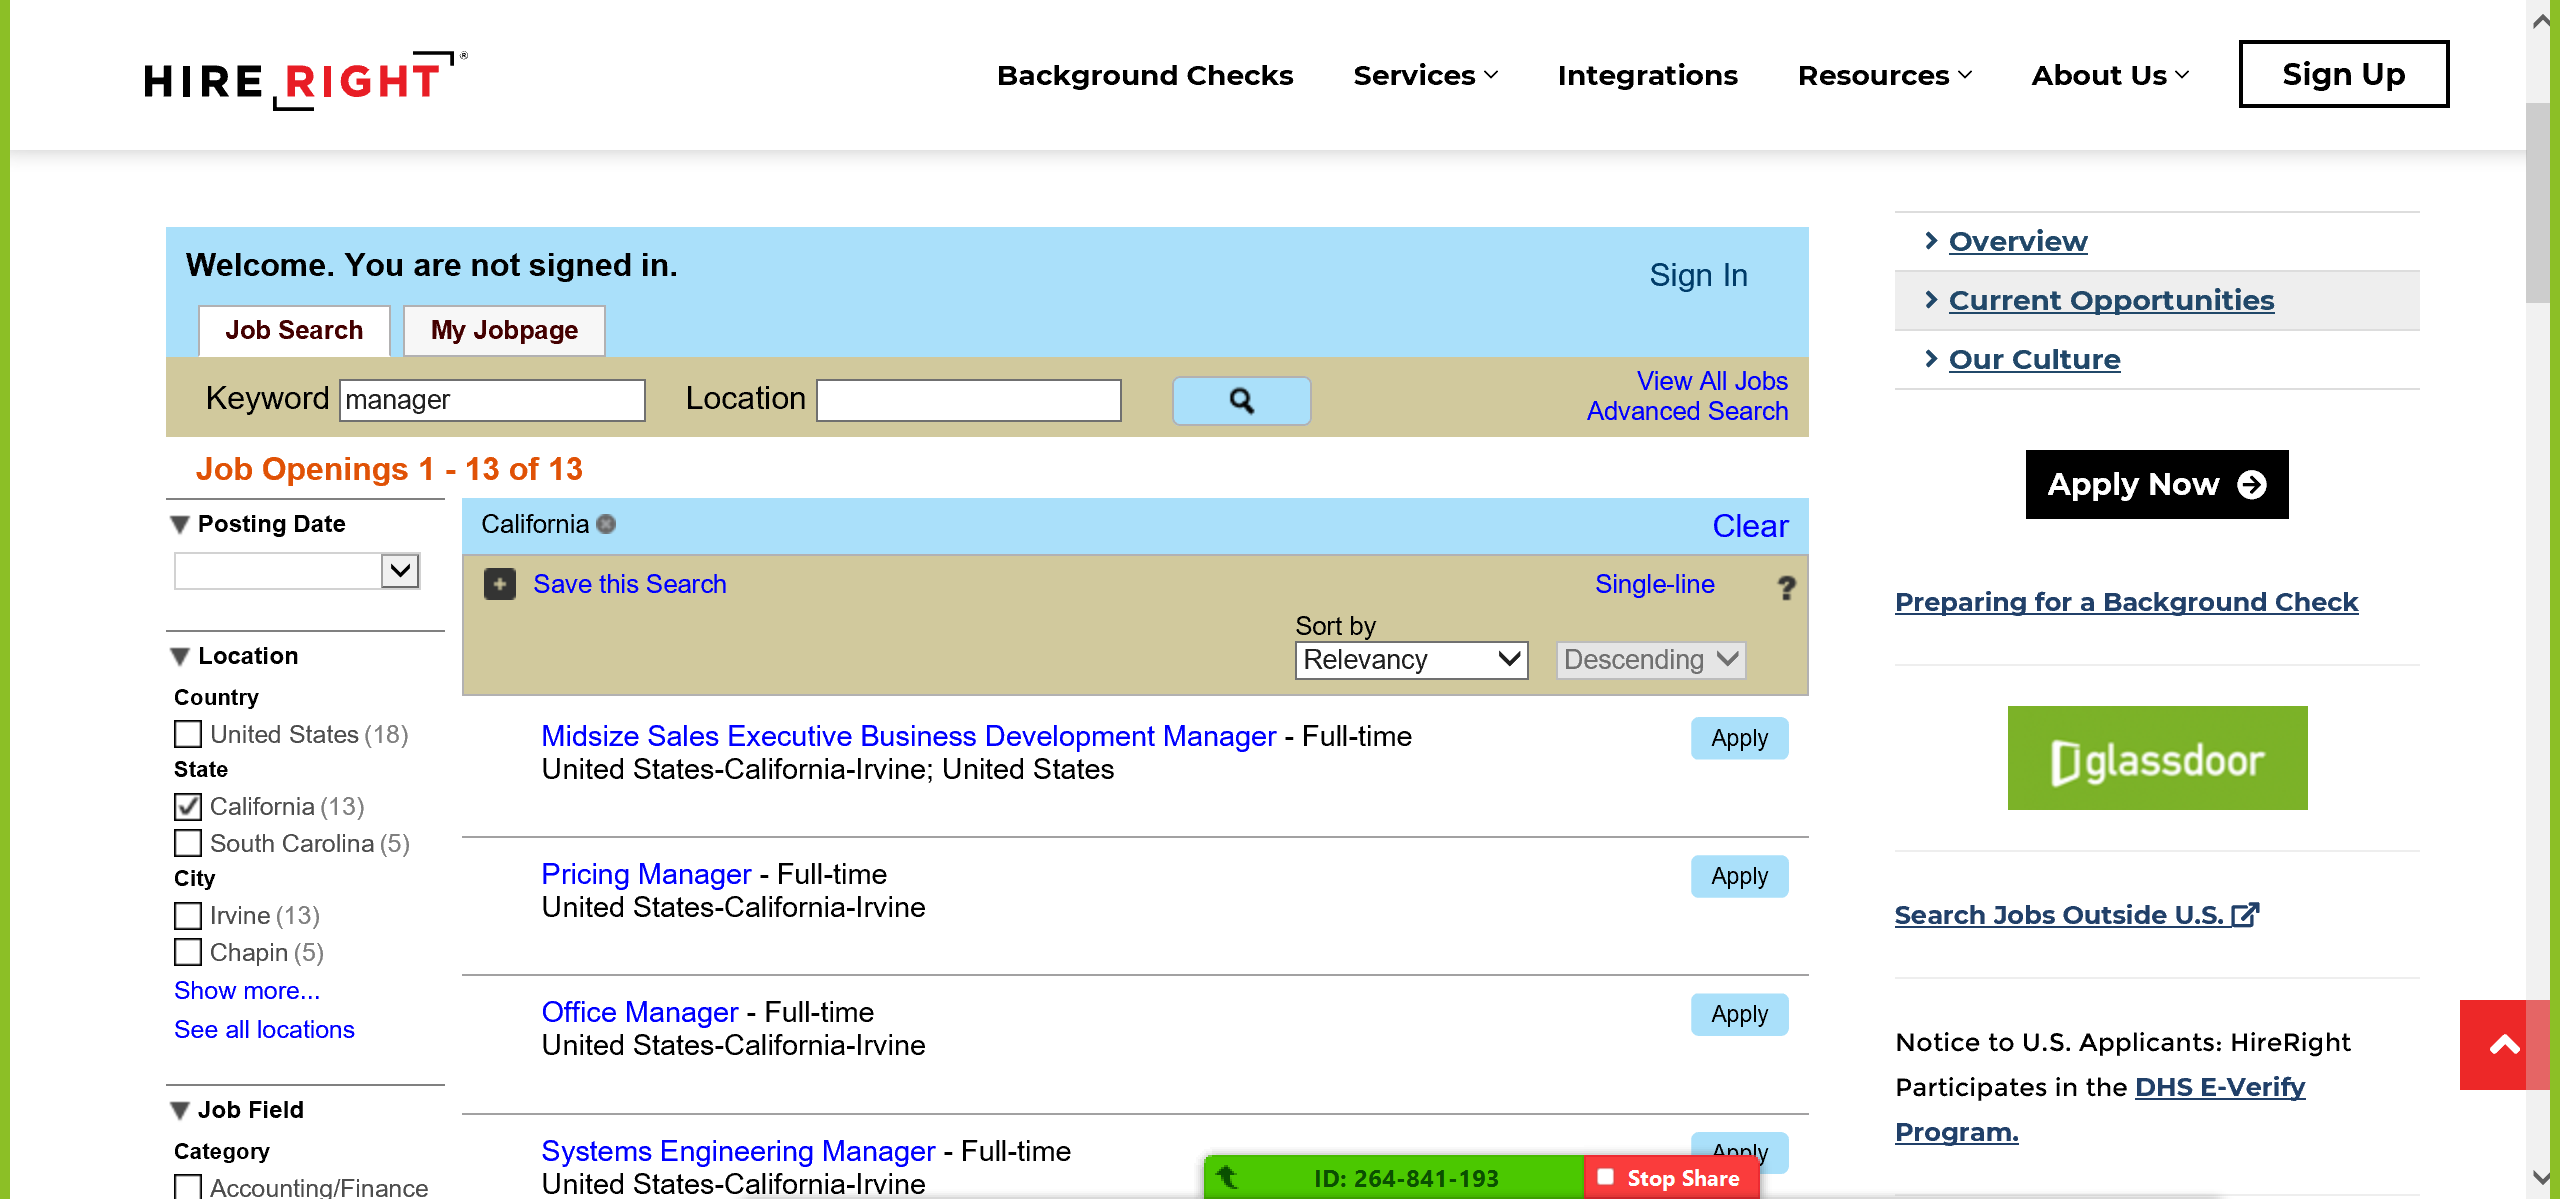 HIRE RIGHT ®
Background Checks Services Integrations Resources About Us Sign Up
Welcome. You are not signed in.
Sign In
Job Search My Jobpage
Keyword manager Location
View All Jobs
Advanced Search
Job Openings 1 - 13 of 13
Posting Date
Location
Country
United States (18)
State
California (13)
South Carolina (5)
City
Irvine (13)
Chapin (5)
Show more...
See all locations
Job Field
Category
Accounting/Finance
California
Clear
Save this Search
Single-line
?
Sort by
Relevancy Descending
Midsize Sales Executive Business Development Manager - Full-time
United States-California-Irvine; United States
Apply
Pricing Manager - Full-time
United States-California-Irvine
Apply
Office Manager - Full-time
United States-California-Irvine
Apply
Systems Engineering Manager - Full-time
United States-California-Irvine
Apply
Overview
Current Opportunities
Our Culture
Apply Now
Preparing for a Background Check
glassdoor
Search Jobs Outside U.S.
Notice to U.S. Applicants: HireRight
Participates in the DHS E-Verify
Program.
ID: 264-841-193
Stop Share